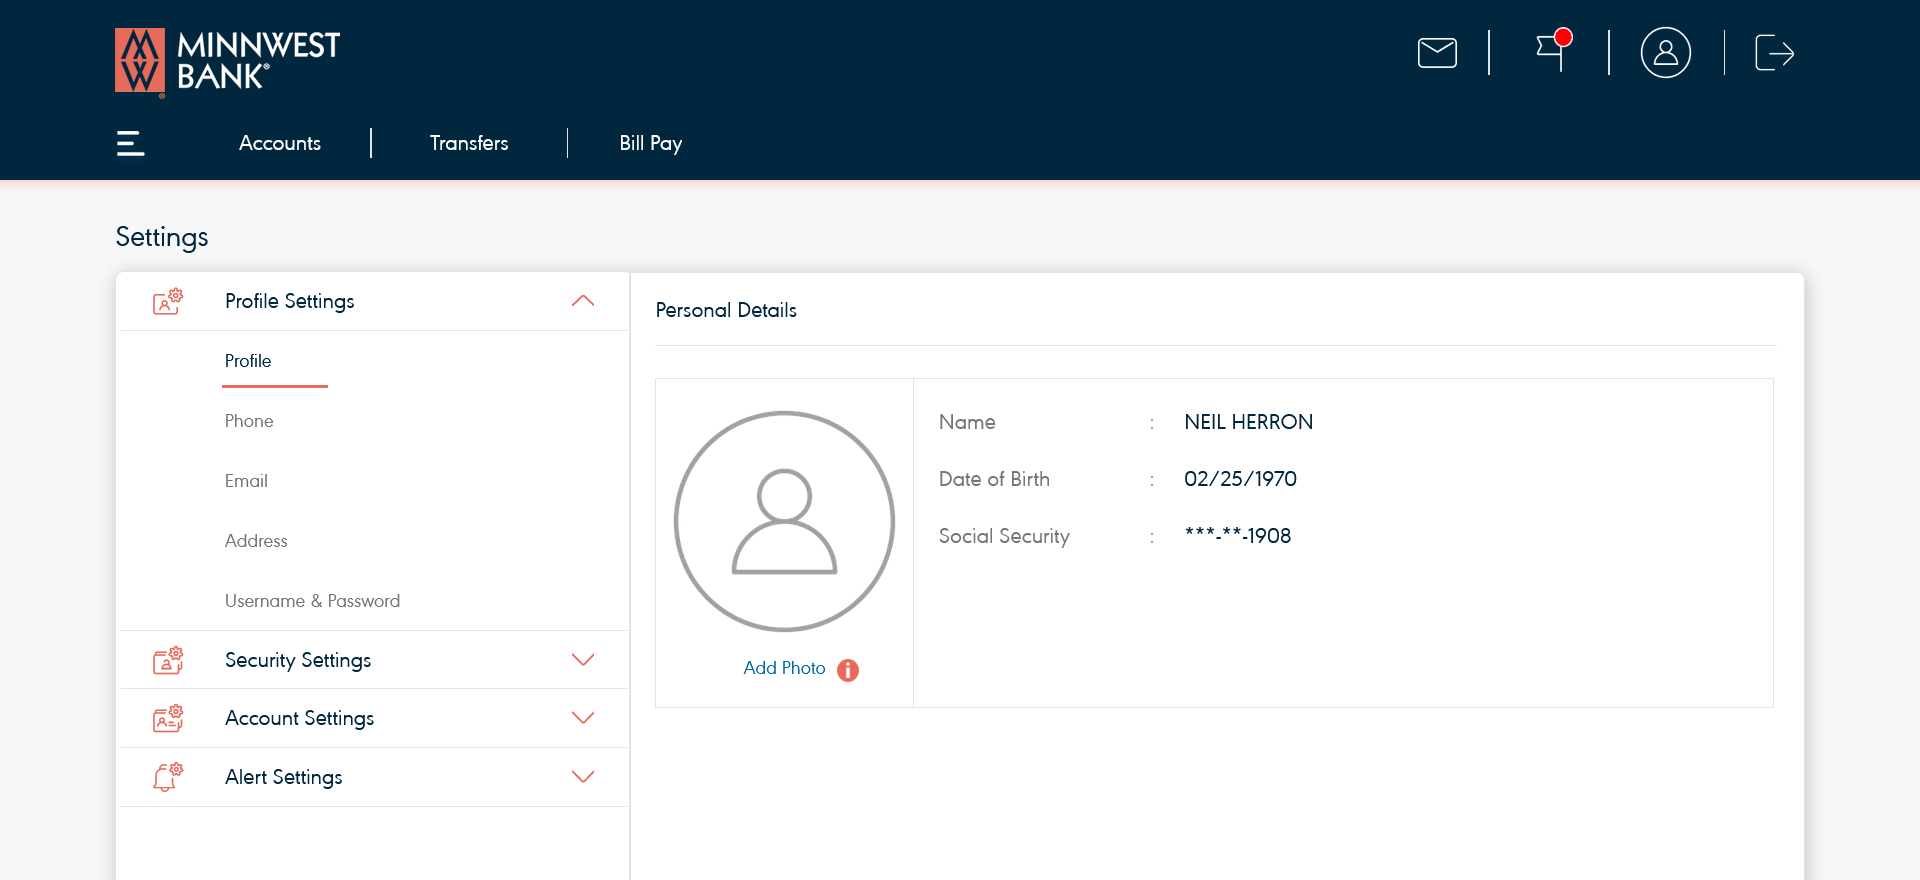 MINNWEST
BANK®
Accounts
Transfers
Bill Pay
Settings
Profile Settings
Profile
Phone
Email
Address
Username & Password
Security Settings
Account Settings
Alert Settings
Personal Details
Name : NEIL HERRON
Date of Birth : 02/25/1970
Social Security : ***-**-1908
Add Photo